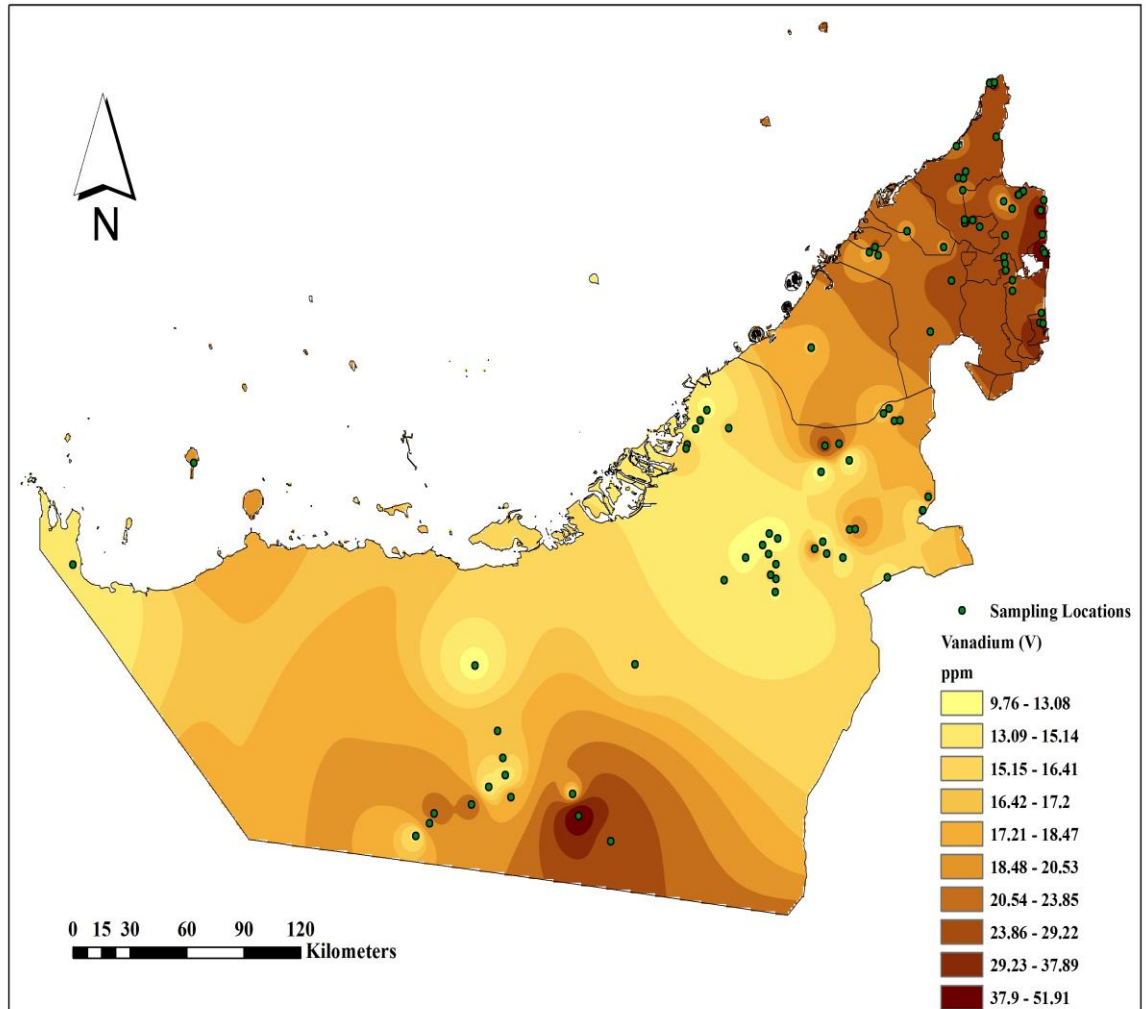 N
Sampling Locations
Vanadium (V)
ppm
9.76 - 13.08
13.09 - 15.14
15.15 - 16.41
16.42 - 17.2
17.21 - 18.47
18.48 - 20.53
20.54 - 23.85
23.86 - 29.22
29.23 - 37.89
37.9 - 51.91
0 15 30 60 90 120
Kilometers